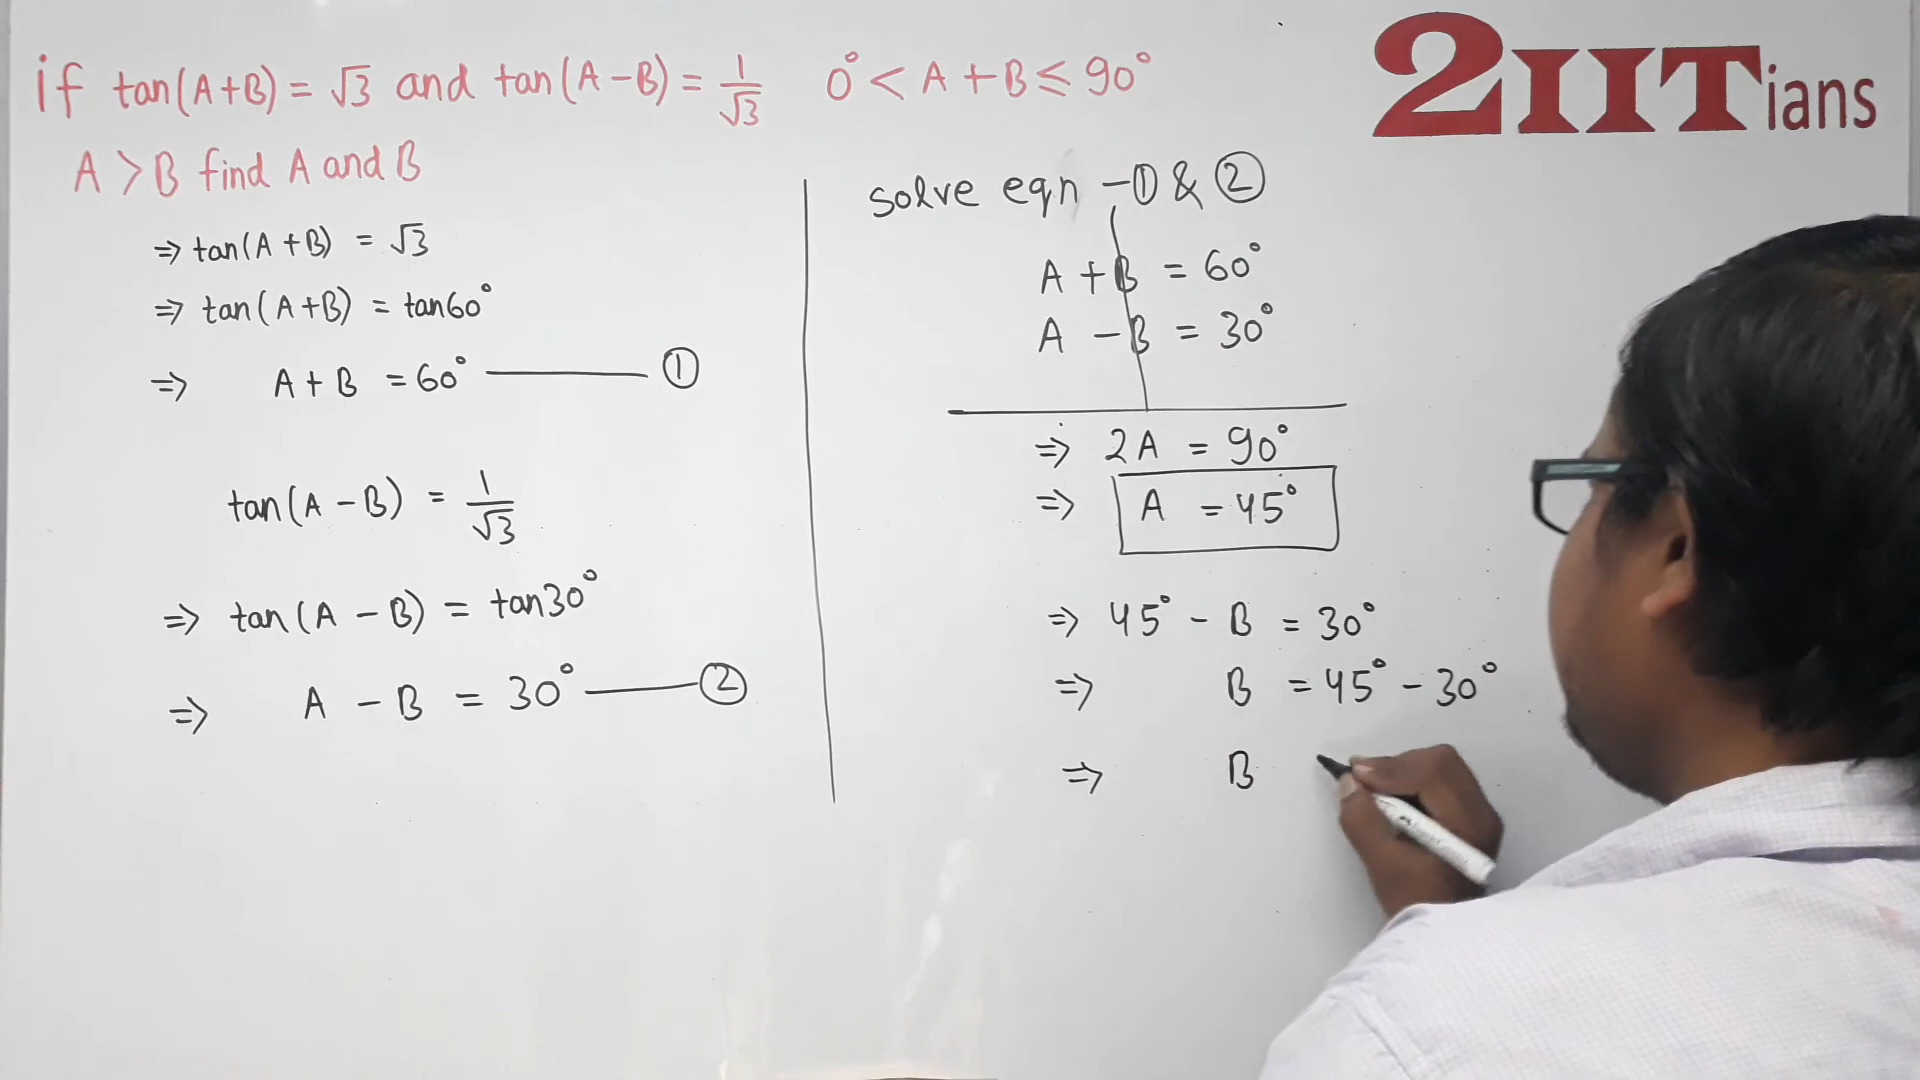 if tan(A+B) = √3 and tan(A-B) = 1/√3   0° < A+B ≤ 90°
A > B find A and B
⇒ tan(A+B) = √3
⇒ tan(A+B) = tan60°
⇒ A+B = 60° ——— ①
tan(A-B) = 1/√3
⇒ tan(A-B) = tan30°
⇒ A - B = 30° ——— ②
2IITians
solve eqn -① & ②
A + B = 60°
A - B = 30°
⇒ 2A = 90°
⇒ A = 45°
⇒ 45° - B = 30°
⇒ B = 45° - 30°
⇒ B